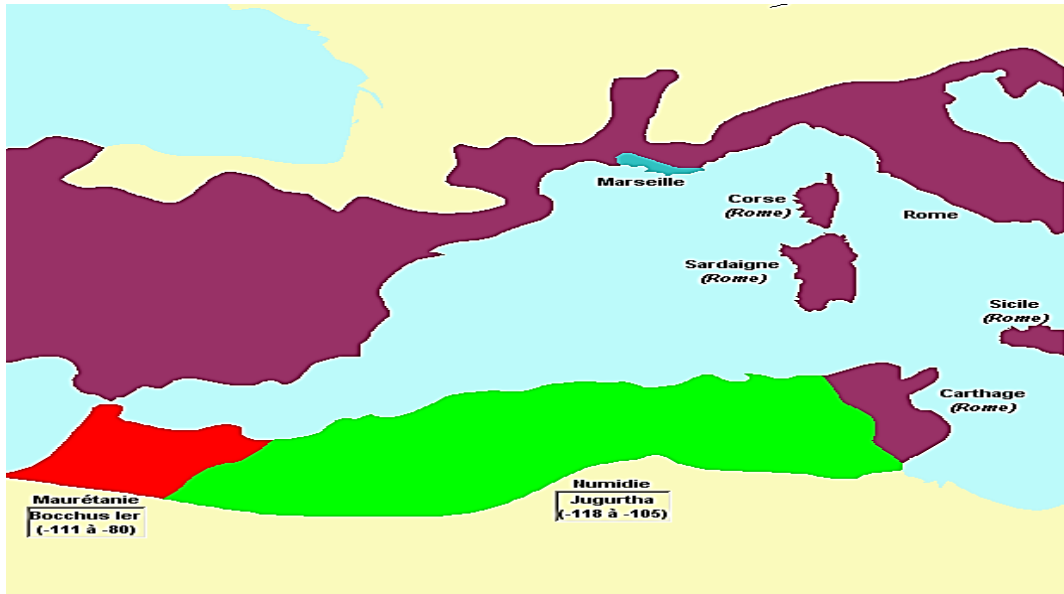 Marseille
Corse
(Rome)
Rome
Sardaigne
(Rome)
Sicile
(Rome)
Carthage
(Rome)
Numidie
Jugurtha
(-118 à -105)
Maurétanie
Bocchus Ier
(-111 à -80)